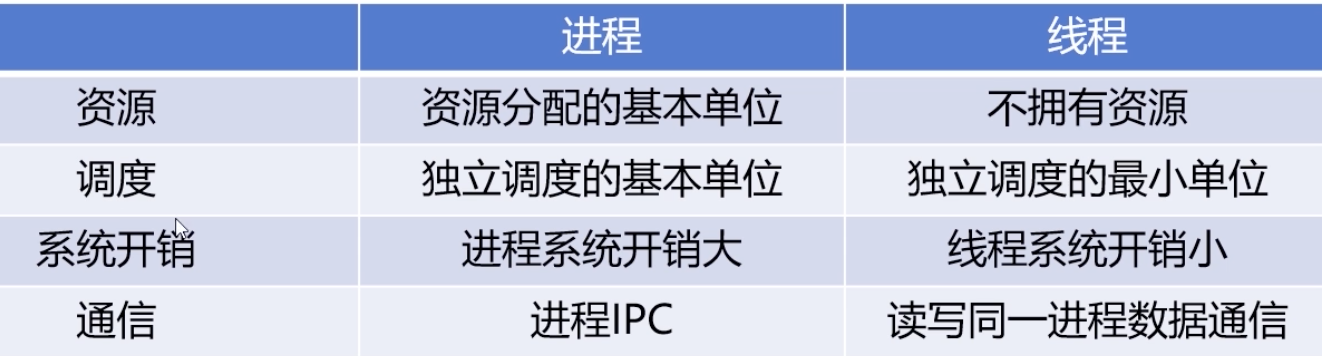 进程 线程
资源 资源分配的基本单位 不拥有资源
调度 独立调度的基本单位 独立调度的最小单位
系统开销 进程系统开销大 线程系统开销小
通信 进程IPC 读写同一进程数据通信